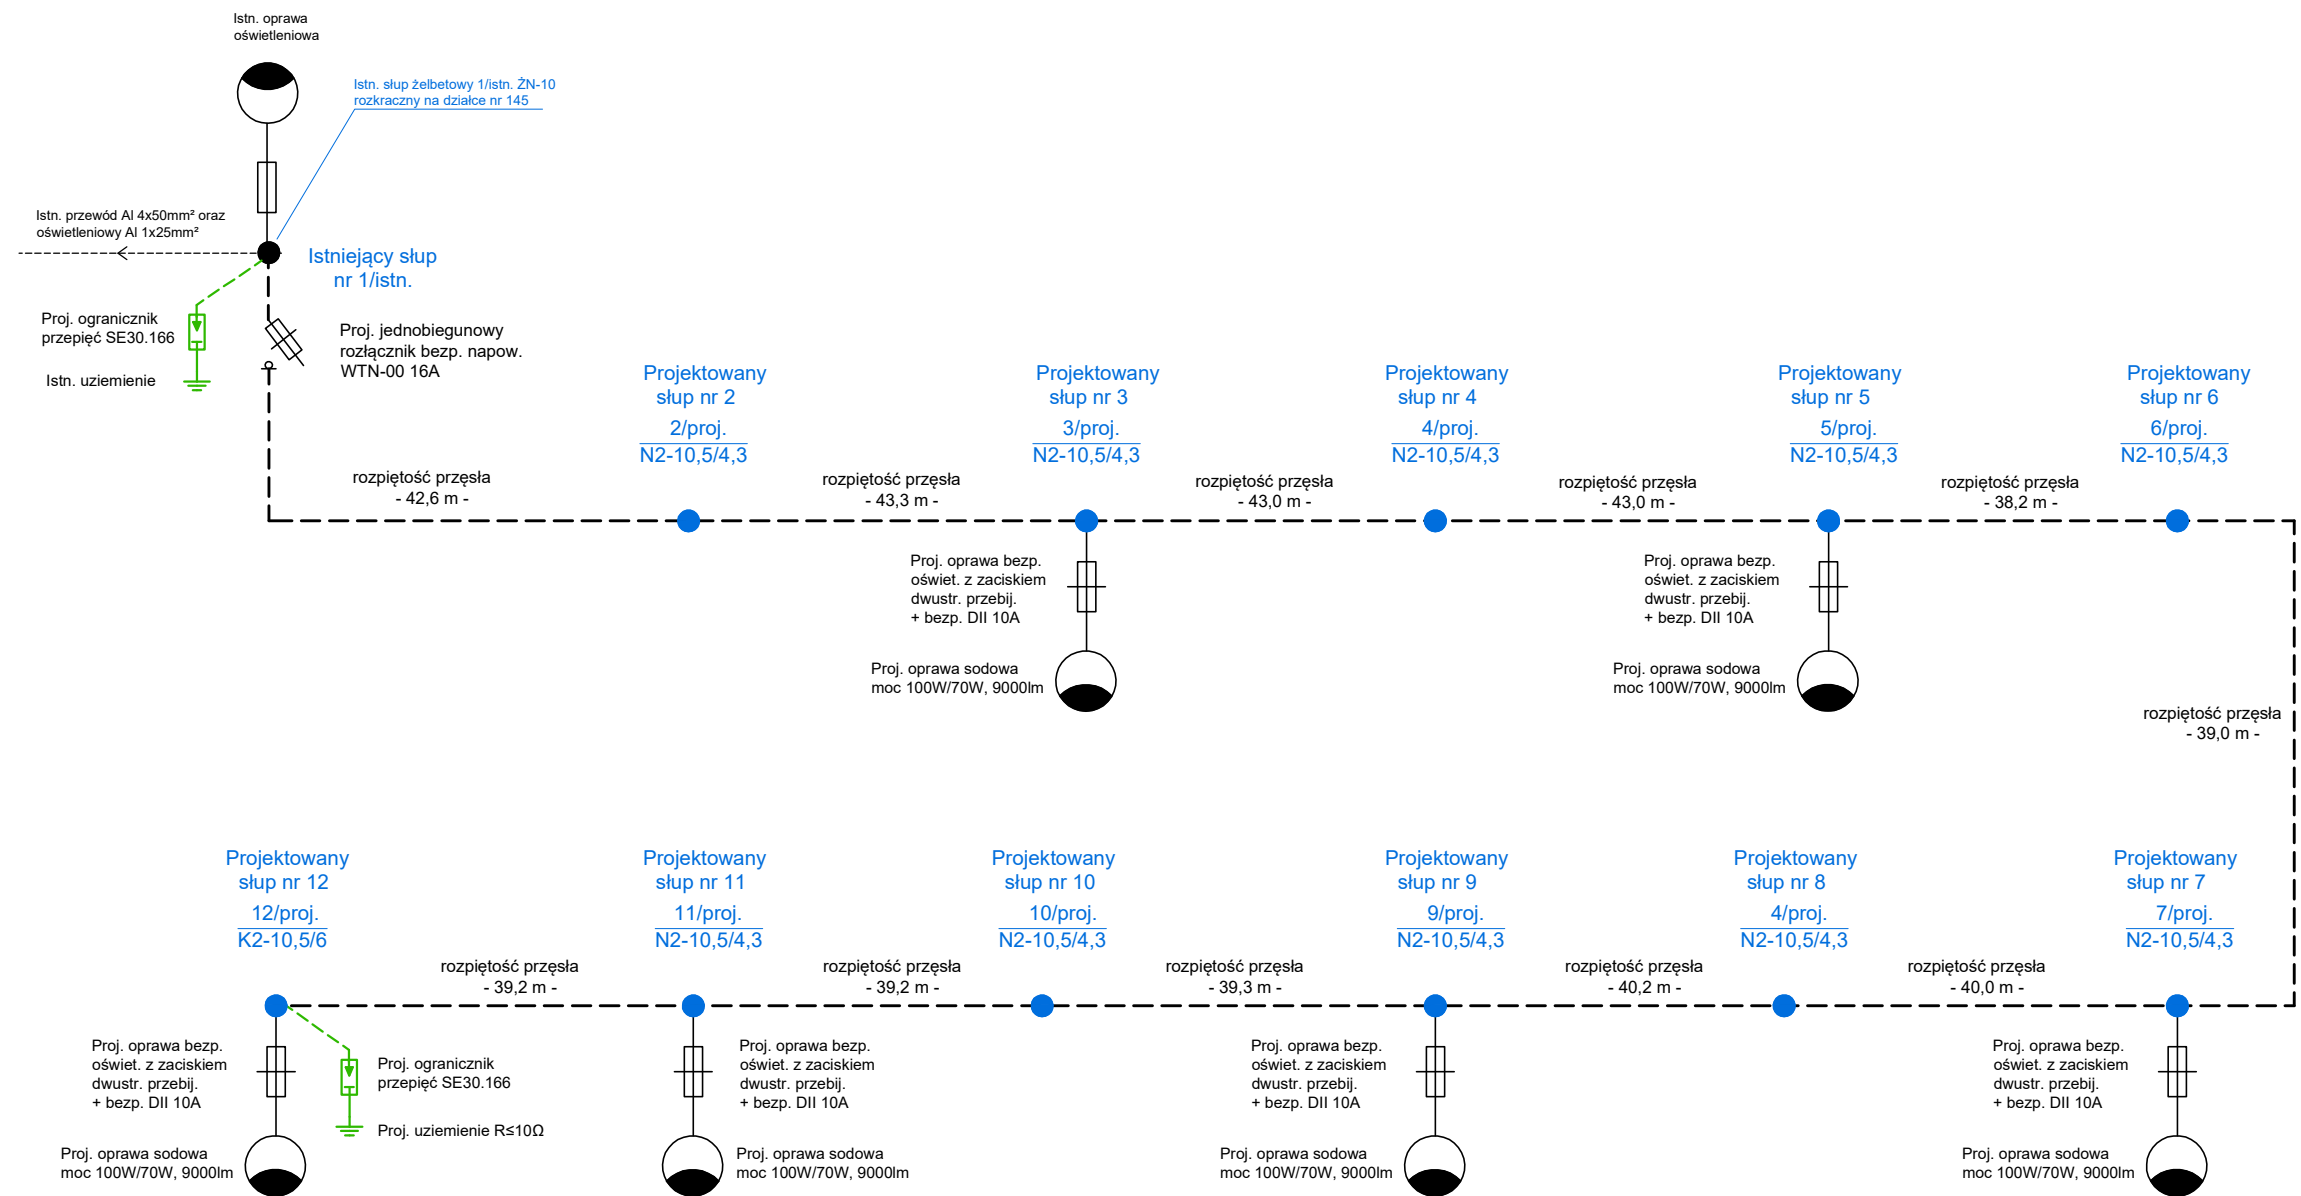 Istn. oprawa
oświetleniowa
Istn. słup żelbetowy 1/istn. ŻN-10
rozkraczny na działce nr 145
Istn. przewód Al 4x50mm² oraz
oświetleniowy Al 1x25mm²
Istniejący słup
nr 1/istn.
Proj. ogranicznik
przepięć SE30.166
Istn. uziemienie
Proj. jednobiegunowy
rozłącznik bezp. napow.
WTN-00 16A
Projektowany
słup nr 2
2/proj.
N2-10,5/4,3
Projektowany
słup nr 3
3/proj.
N2-10,5/4,3
Projektowany
słup nr 4
4/proj.
N2-10,5/4,3
Projektowany
słup nr 5
5/proj.
N2-10,5/4,3
Projektowany
słup nr 6
6/proj.
N2-10,5/4,3
rozpiętość przęsła
- 42,6 m -
rozpiętość przęsła
- 43,3 m -
rozpiętość przęsła
- 43,0 m -
rozpiętość przęsła
- 43,0 m -
rozpiętość przęsła
- 38,2 m -
Proj. oprawa bezp.
oświet. z zaciskiem
dwustr. przebij.
+ bezp. DII 10A
Proj. oprawa sodowa
moc 100W/70W, 9000lm
Proj. oprawa bezp.
oświet. z zaciskiem
dwustr. przebij.
+ bezp. DII 10A
Proj. oprawa sodowa
moc 100W/70W, 9000lm
rozpiętość przęsła
- 39,0 m -
Projektowany
słup nr 12
12/proj.
K2-10,5/6
Projektowany
słup nr 11
11/proj.
N2-10,5/4,3
Projektowany
słup nr 10
10/proj.
N2-10,5/4,3
Projektowany
słup nr 9
9/proj.
N2-10,5/4,3
Projektowany
słup nr 8
4/proj.
N2-10,5/4,3
Projektowany
słup nr 7
7/proj.
N2-10,5/4,3
rozpiętość przęsła
- 39,2 m -
rozpiętość przęsła
- 39,2 m -
rozpiętość przęsła
- 39,3 m -
rozpiętość przęsła
- 40,2 m -
rozpiętość przęsła
- 40,0 m -
Proj. oprawa bezp.
oświet. z zaciskiem
dwustr. przebij.
+ bezp. DII 10A
Proj. oprawa sodowa
moc 100W/70W, 9000lm
Proj. ogranicznik
przepięć SE30.166
Proj. uziemienie R≤10Ω
Proj. oprawa bezp.
oświet. z zaciskiem
dwustr. przebij.
+ bezp. DII 10A
Proj. oprawa sodowa
moc 100W/70W, 9000lm
Proj. oprawa bezp.
oświet. z zaciskiem
dwustr. przebij.
+ bezp. DII 10A
Proj. oprawa sodowa
moc 100W/70W, 9000lm
Proj. oprawa bezp.
oświet. z zaciskiem
dwustr. przebij.
+ bezp. DII 10A
Proj. oprawa sodowa
moc 100W/70W, 9000lm